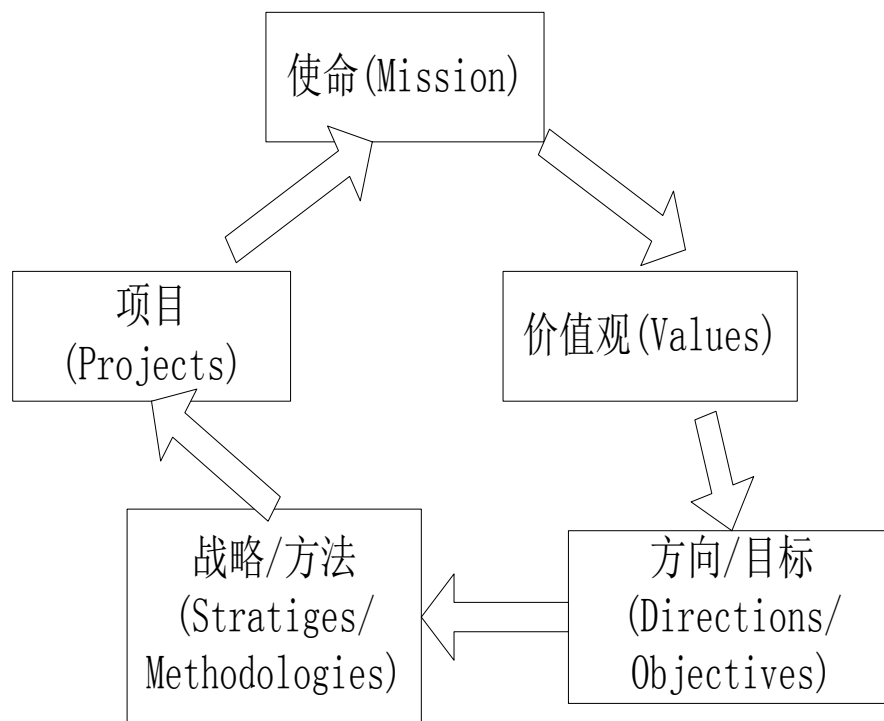 使命(Mission)
价值观(Values)
方向/目标
(Directions/
Objectives)
战略/方法
(Stratiges/
Methodologies)
项目
(Projects)